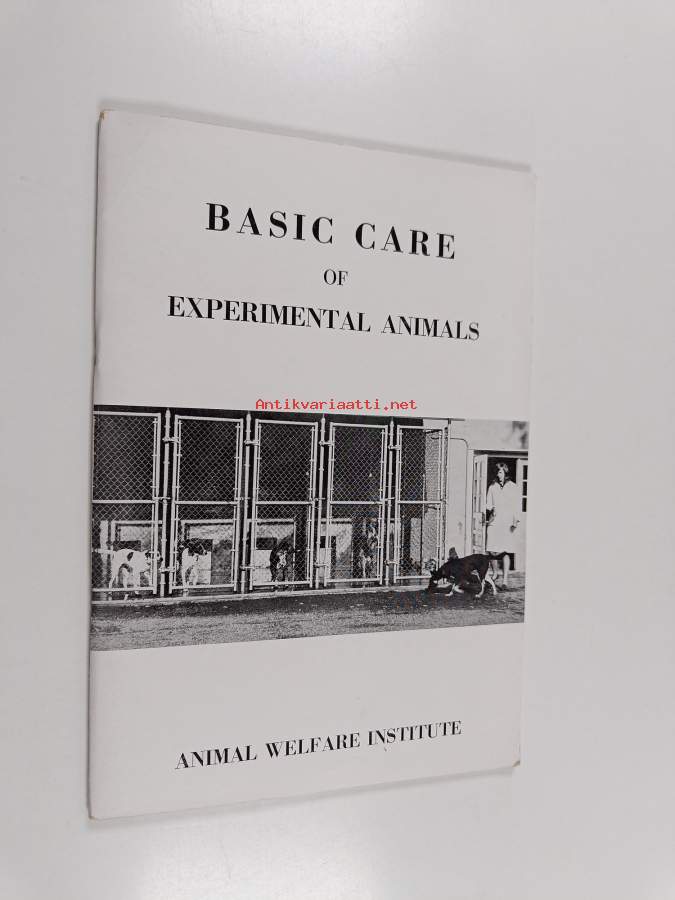 BASIC CARE
OF
EXPERIMENTAL ANIMALS
Antikvariaatti.net
ANIMAL WELFARE INSTITUTE